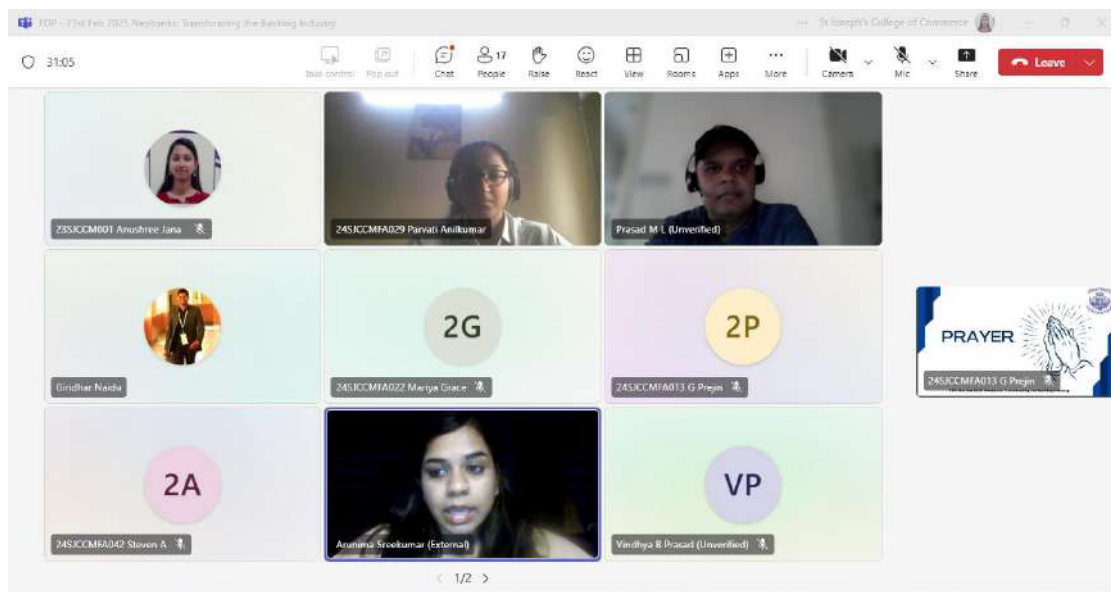 FDP - 21st Feb 2025 Neobanks: Transforming the Banking Industry
St Joseph's College of Commerce
31:05
Take control
Pop out
Chat
17
People
Raise
React
View
Rooms
Apps
More
Camera
Mic
Share
Leave
23SJCCM001 Anushree Jana
24SJCCMFA029 Parvati Anilkumar
Prasad M L (Unverified)
Giridhar Naidu
2G
24SJCCMFA022 Mariya Grace
2P
24SJCCMFA013 G Prejin
PRAYER
24SJCCMFA013 G Prejin
2A
24SJCCMFA042 Steven A
Arunima Sreekumar (External)
VP
Vindhya B Prasad (Unverified)
1/2